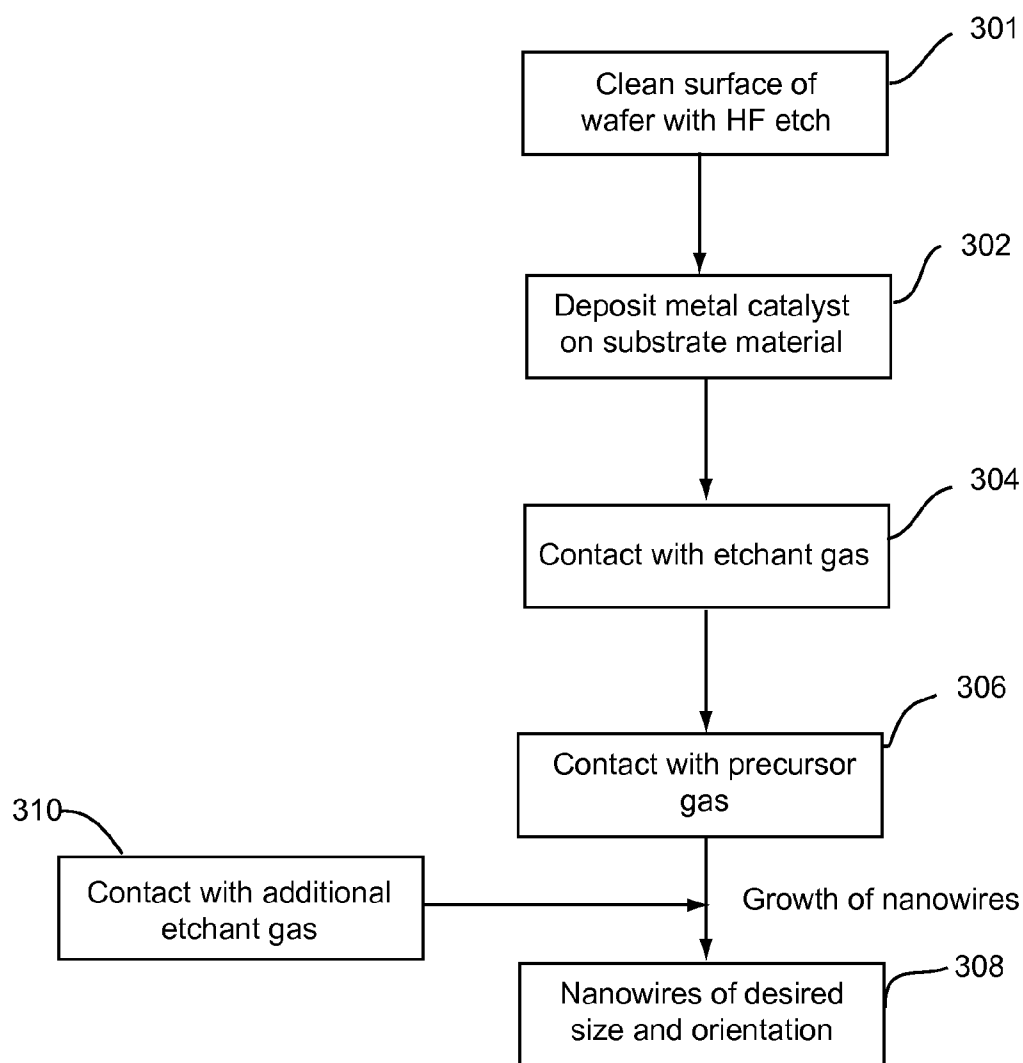 301
Clean surface of
wafer with HF etch
302
Deposit metal catalyst
on substrate material
304
Contact with etchant gas
306
Contact with precursor
gas
310
Contact with additional
etchant gas
Growth of nanowires
308
Nanowires of desired
size and orientation